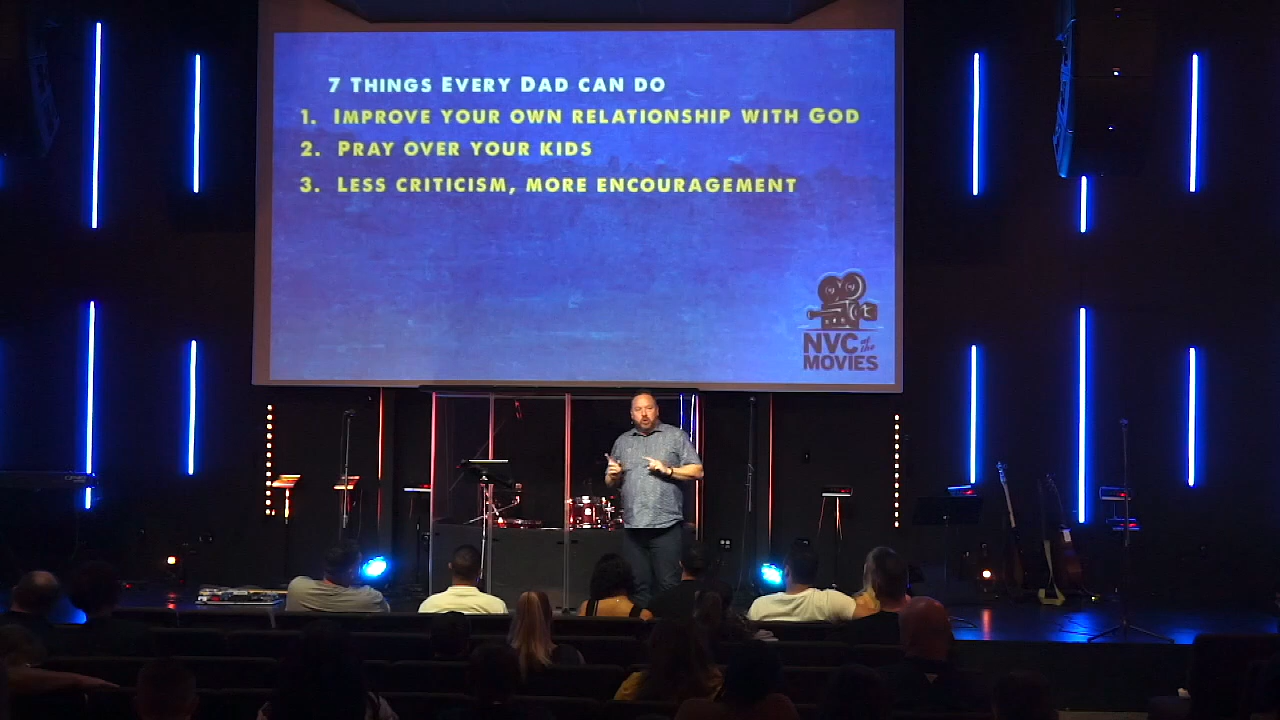 7 Things Every Dad can do
1. Improve your own relationship with God
2. Pray over your kids
3. Less criticism, more encouragement
NVC at the
MOVIES